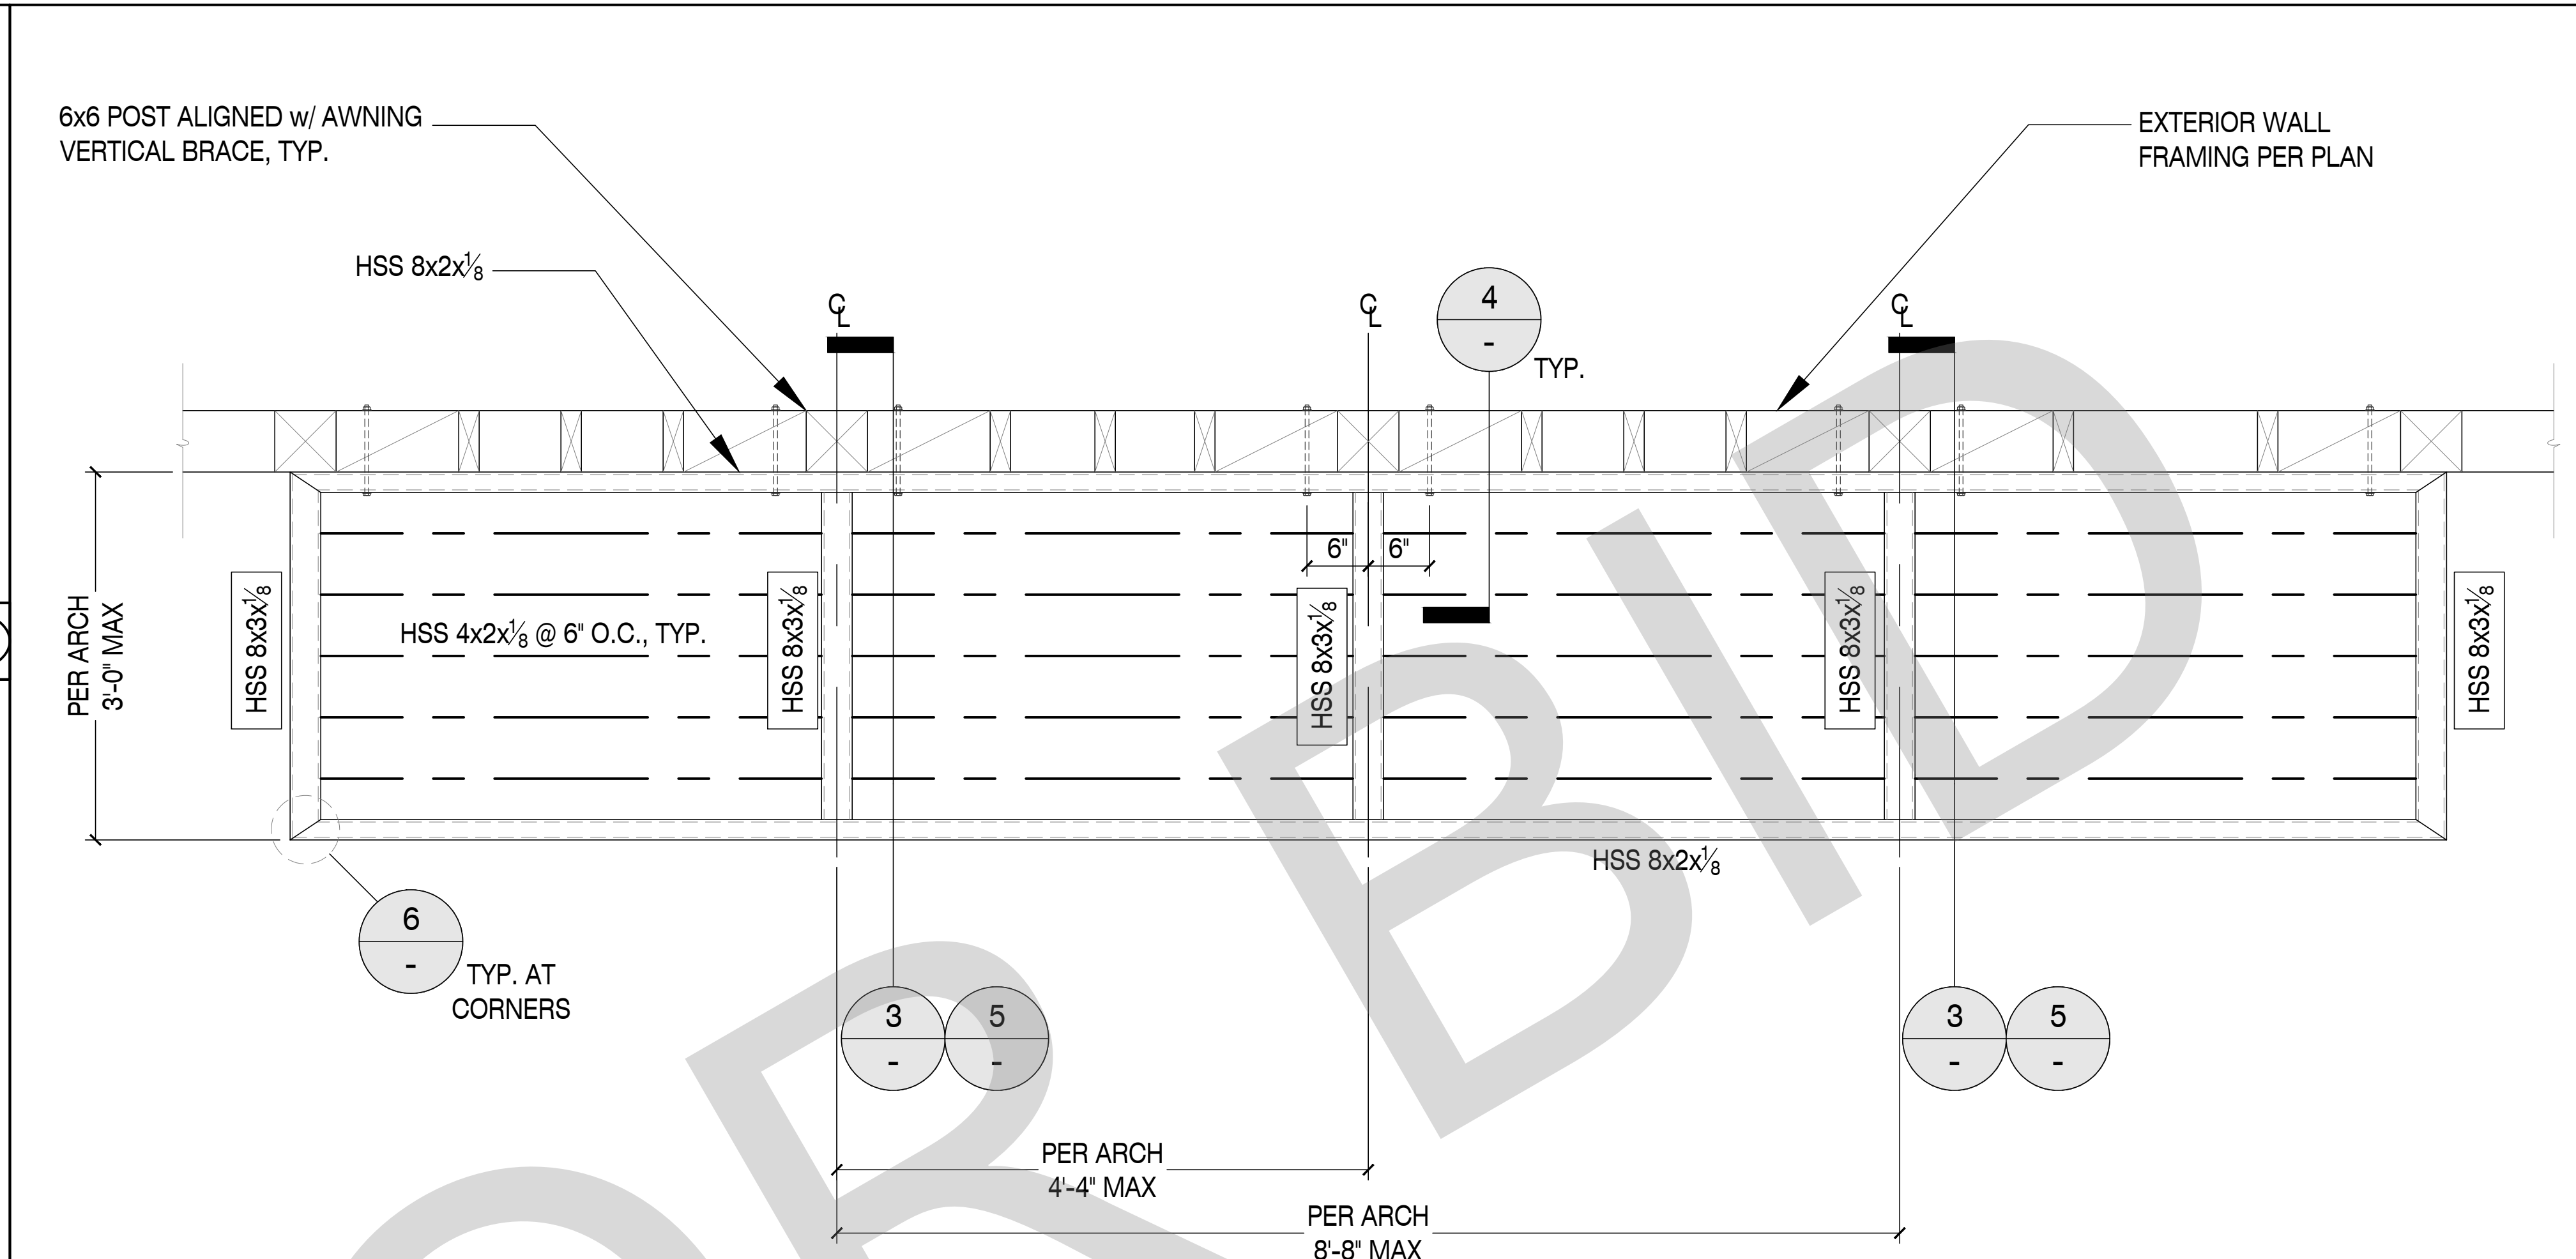 6x6 POST ALIGNED w/ AWNING
VERTICAL BRACE, TYP.
EXTERIOR WALL
FRAMING PER PLAN
HSS 8x2x⅛
℄
℄
℄
4
-
TYP.
6"
6"
PER ARCH
3'-0" MAX
HSS 8x3x⅛
HSS 4x2x⅛ @ 6" O.C., TYP.
HSS 8x3x⅛
HSS 8x3x⅛
HSS 8x3x⅛
HSS 8x3x⅛
HSS 8x2x⅛
6
-
TYP. AT
CORNERS
3
-
5
-
3
-
5
-
PER ARCH
4'-4" MAX
PER ARCH
8'-8" MAX
OR BID